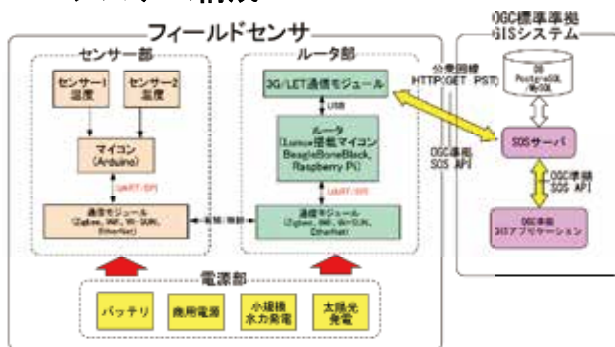 フィールドセンサ
センサー部
センサー1
温度
センサー2
温度
マイコン
(Arduino)
UART/SPI
通信モジュール
(Zigbee, Wifi, Wi-SUN,
EtherNet)
有線/無線
ルータ部
3G/LET通信モジュール
USB
ルータ
(Linux搭載マイコン
BeagleBoneBlack,
Raspberry Pi)
UART/SPI
通信モジュール
(Zigbee, Wifi, Wi-SUN,
EtherNet)
電源部
バッテリ
商用電源
小規模
水力発電
太陽光
発電
公衆回線
HTTP(GET PST)
OGC準拠
SOS API
OGC標準準拠
GISシステム
DB
PostgreSQL
/MySQL
SOSサーバ
OGC準拠
SOS API
OGC準拠
GISアプリケーション